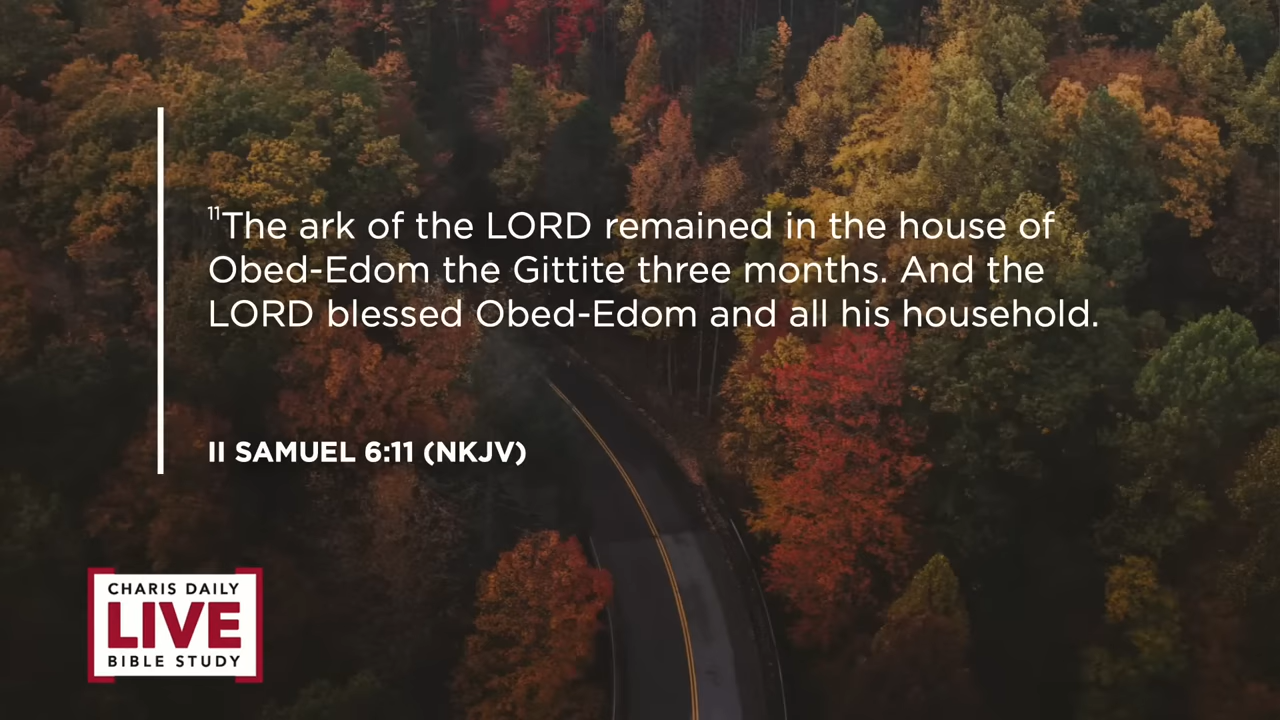 11The ark of the LORD remained in the house of
Obed-Edom the Gittite three months. And the
LORD blessed Obed-Edom and all his household.
II SAMUEL 6:11 (NKJV)
CHARIS DAILY
LIVE
BIBLE STUDY